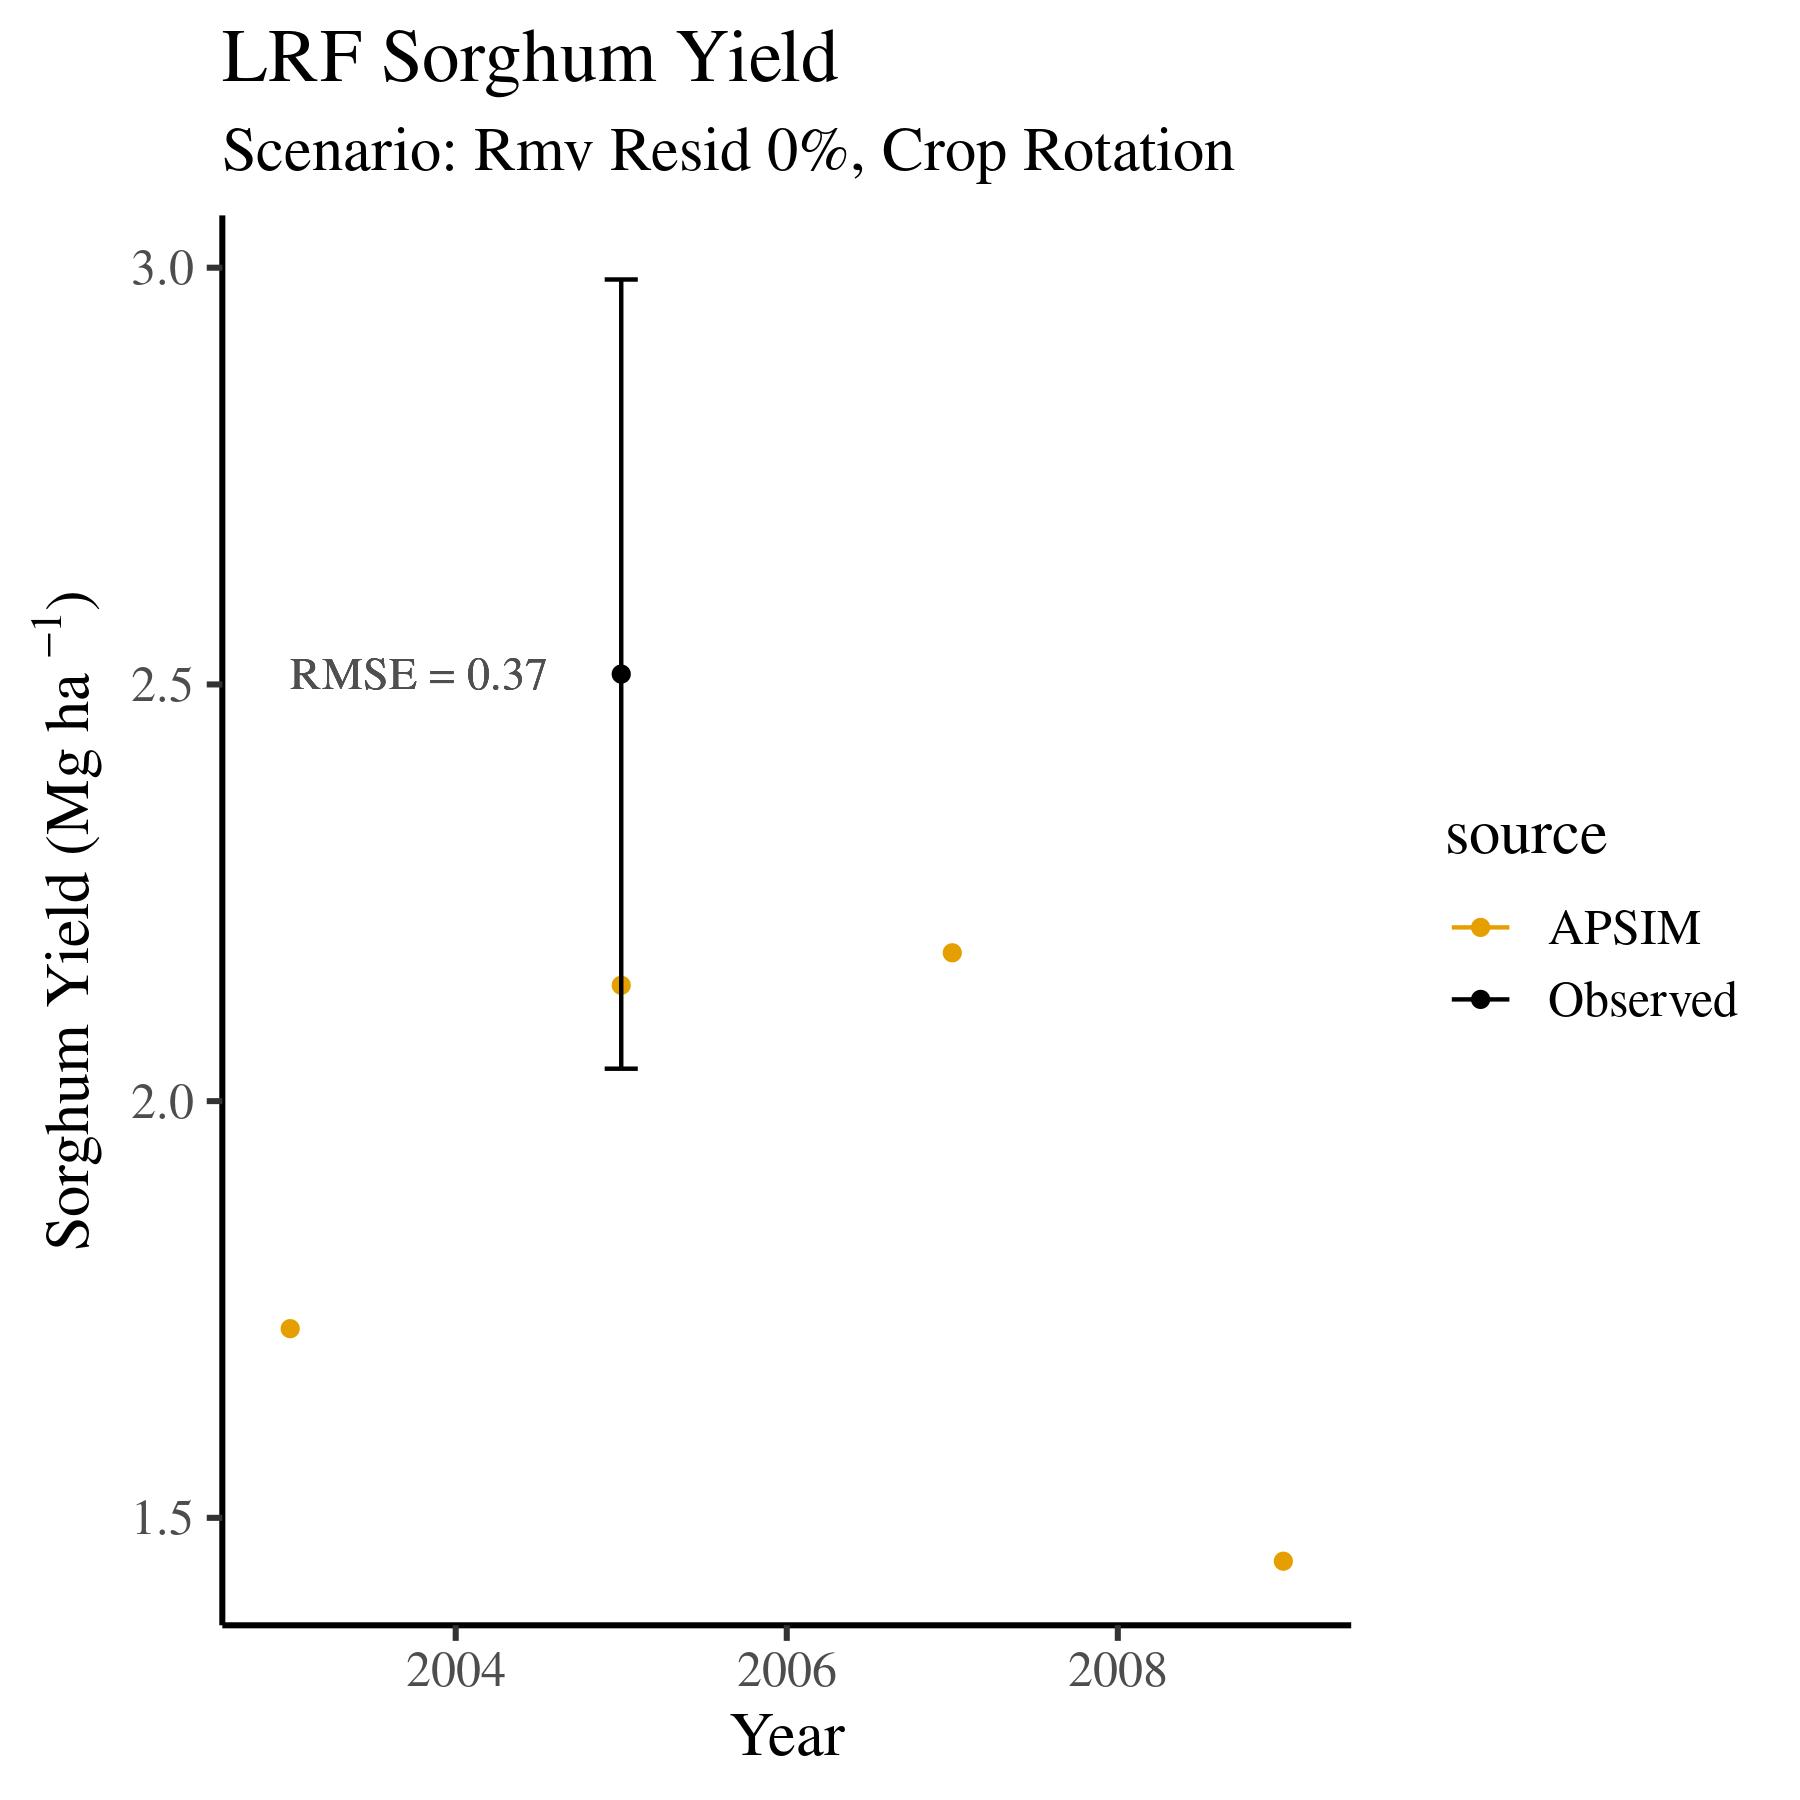 LRF Sorghum Yield
Scenario: Rmv Resid 0%, Crop Rotation
Sorghum Yield (Mg ha −1)
3.0
2.5
2.0
1.5
RMSE = 0.37
2004
2006
2008
Year
source
APSIM
Observed